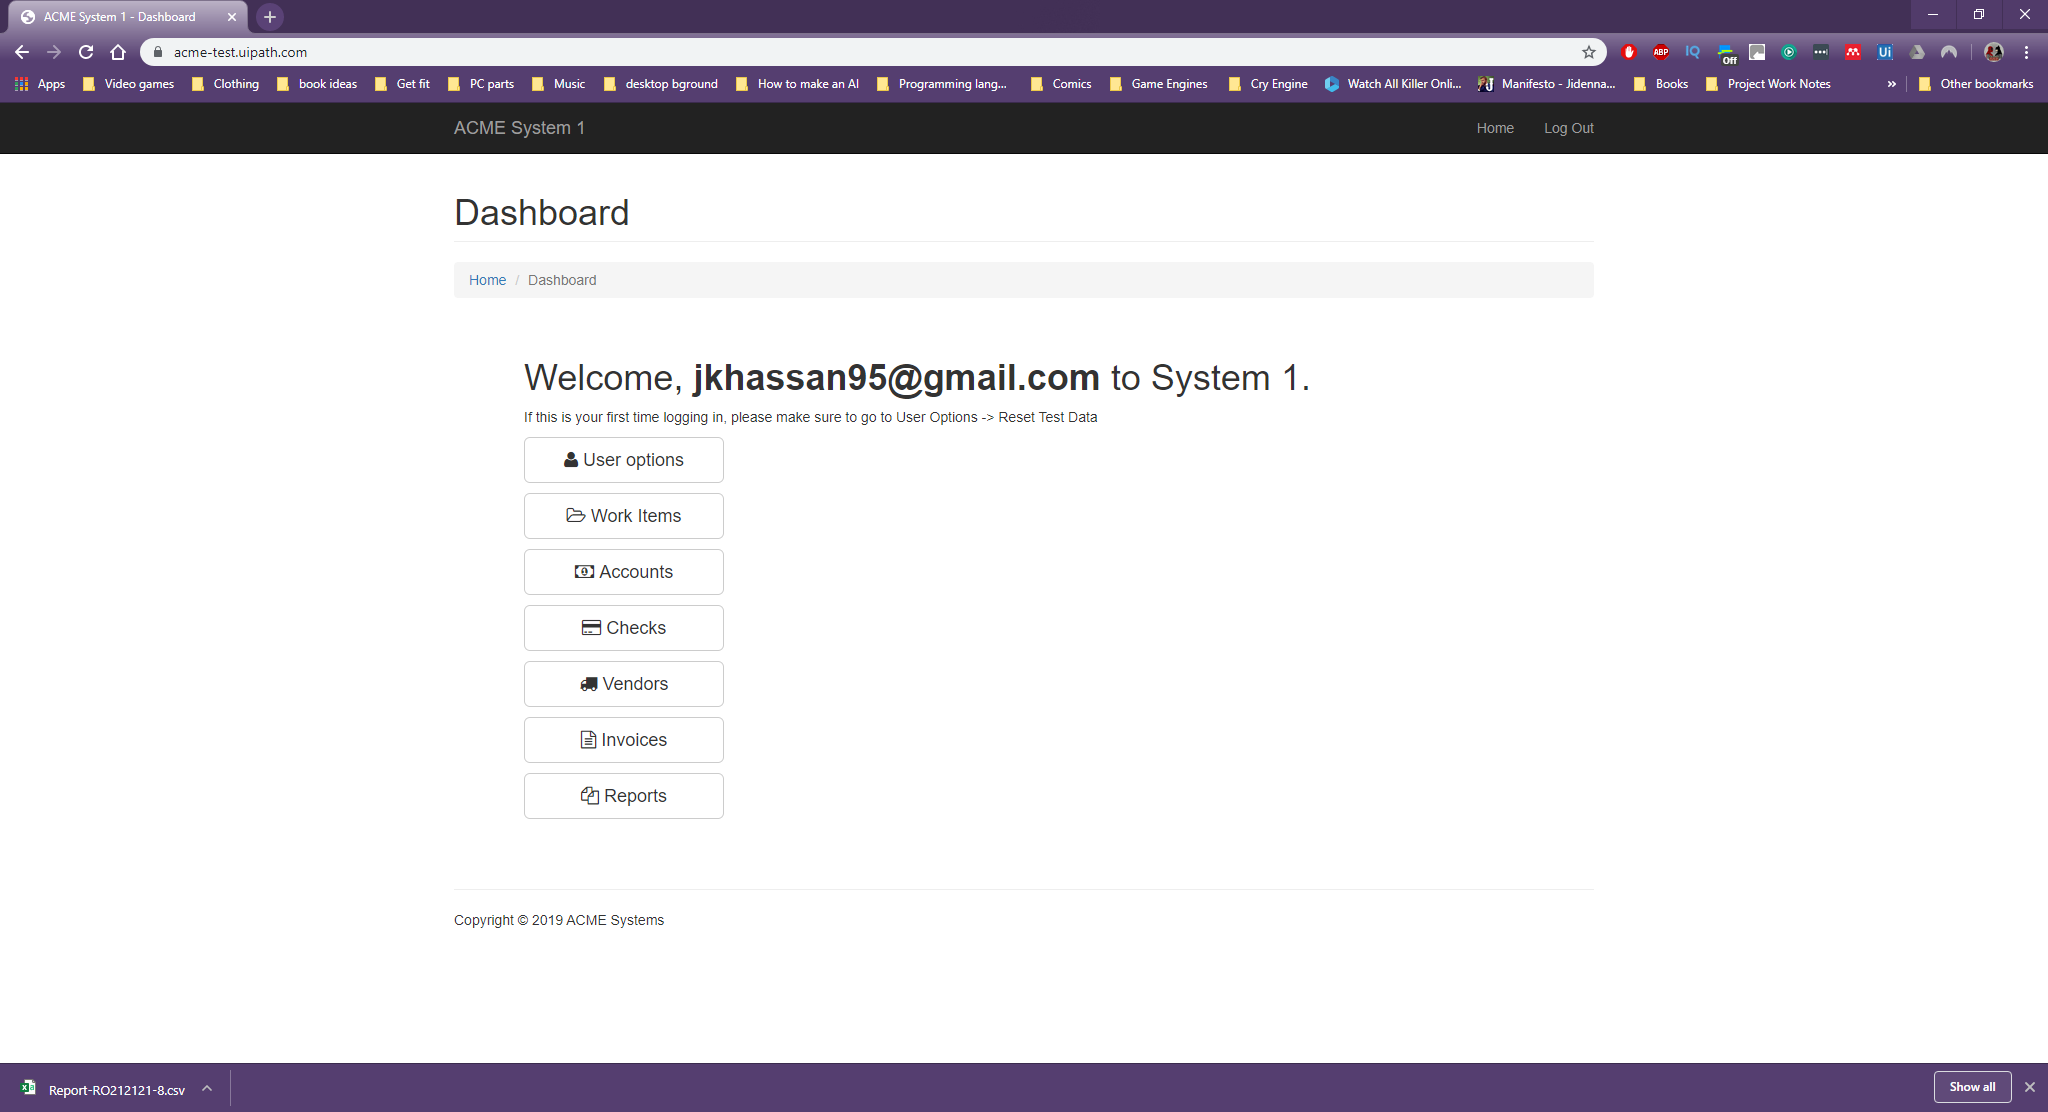 ACME System 1 - Dashboard
acme-test.uipath.com
ABP
IQ
Off
Ui
Apps
Video games
Clothing
book ideas
Get fit
PC parts
Music
desktop bground
How to make an AI
Programming lang...
Comics
Game Engines
Cry Engine
Watch All Killer Onli...
Manifesto - Jidenna...
Books
Project Work Notes
»
Other bookmarks
ACME System 1
Home
Log Out
Dashboard
Home / Dashboard
Welcome, jkhassan95@gmail.com to System 1.
If this is your first time logging in, please make sure to go to User Options -> Reset Test Data
User options
Work Items
Accounts
Checks
Vendors
Invoices
Reports
Copyright © 2019 ACME Systems
Report-RO212121-8.csv
Show all